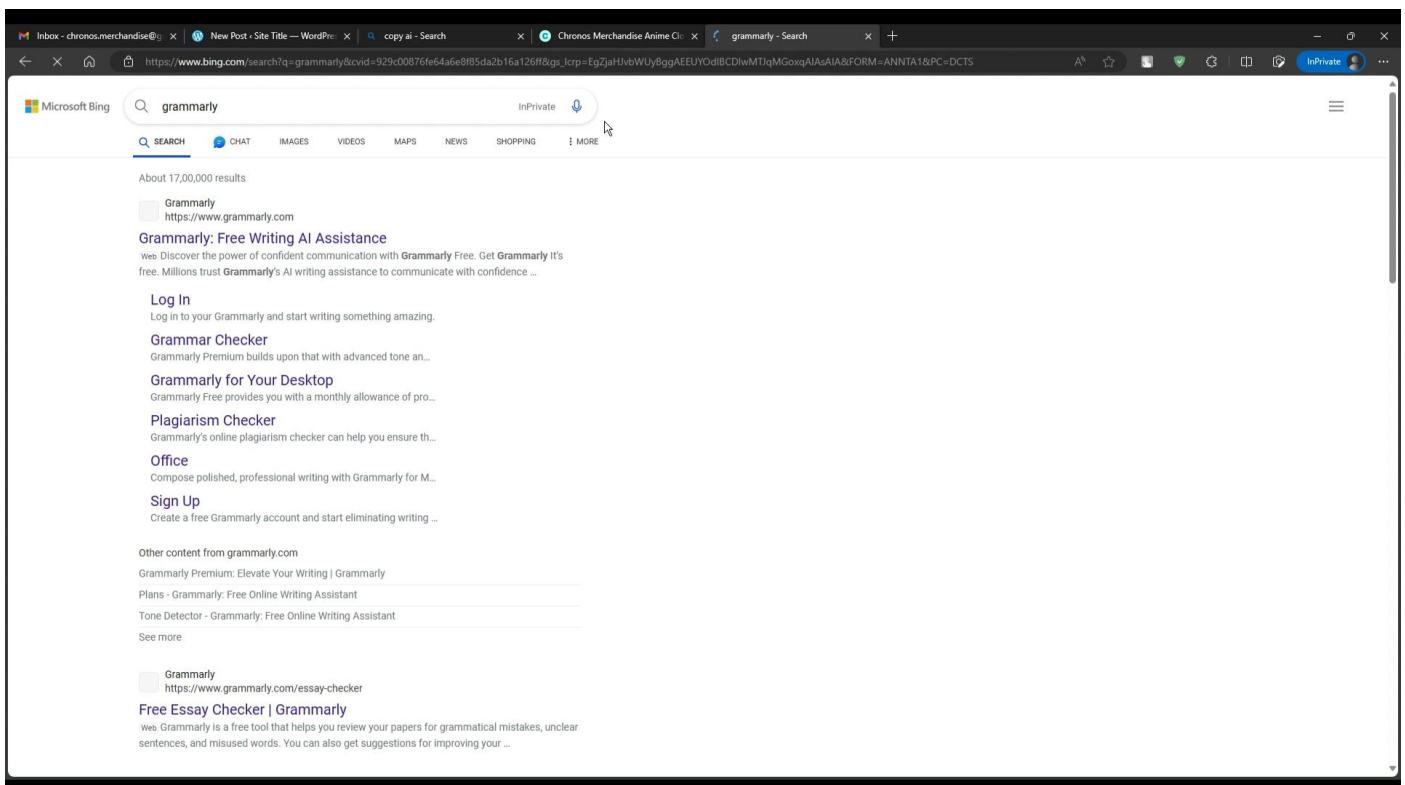 Inbox - chronos.merchandise@g
New Post ‹ Site Title — WordPre
copy ai - Search
Chronos Merchandise Anime Clo
grammarly - Search
https://www.bing.com/search?q=grammarly&cvid=929c00876fe64a6e8f85da2b16a126ff&gs_lcrp=EgZjaHJvbWUyBggAEEUYOdIBCDIwMTJqMGoxqAIAsAIA&FORM=ANNTA1&PC=DCTS
InPrivate
Microsoft Bing
grammarly
InPrivate
SEARCH
CHAT
IMAGES
VIDEOS
MAPS
NEWS
SHOPPING
MORE
About 17,00,000 results
Grammarly
https://www.grammarly.com
Grammarly: Free Writing AI Assistance
Web Discover the power of confident communication with Grammarly Free. Get Grammarly It's
free. Millions trust Grammarly's AI writing assistance to communicate with confidence ...
Log In
Log in to your Grammarly and start writing something amazing.
Grammar Checker
Grammarly Premium builds upon that with advanced tone an...
Grammarly for Your Desktop
Grammarly Free provides you with a monthly allowance of pro...
Plagiarism Checker
Grammarly's online plagiarism checker can help you ensure th...
Office
Compose polished, professional writing with Grammarly for M...
Sign Up
Create a free Grammarly account and start eliminating writing ...
Other content from grammarly.com
Grammarly Premium: Elevate Your Writing | Grammarly
Plans - Grammarly: Free Online Writing Assistant
Tone Detector - Grammarly: Free Online Writing Assistant
See more
Grammarly
https://www.grammarly.com/essay-checker
Free Essay Checker | Grammarly
Web Grammarly is a free tool that helps you review your papers for grammatical mistakes, unclear
sentences, and misused words. You can also get suggestions for improving your ...